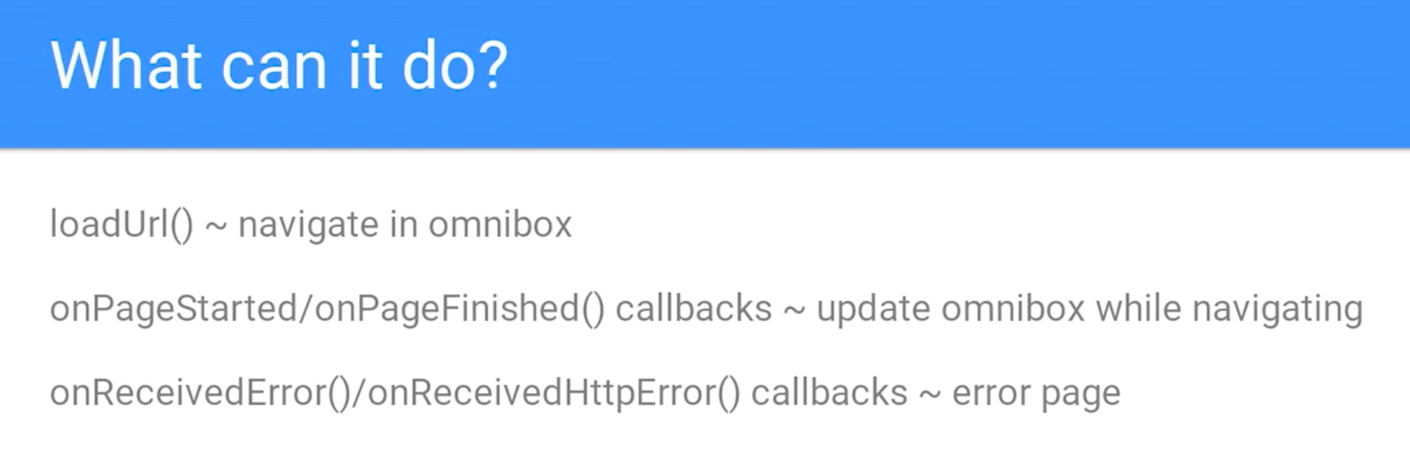 What can it do?
loadUrl() ~ navigate in omnibox
onPageStarted/onPageFinished() callbacks ~ update omnibox while navigating
onReceivedError()/onReceivedHttpError() callbacks ~ error page